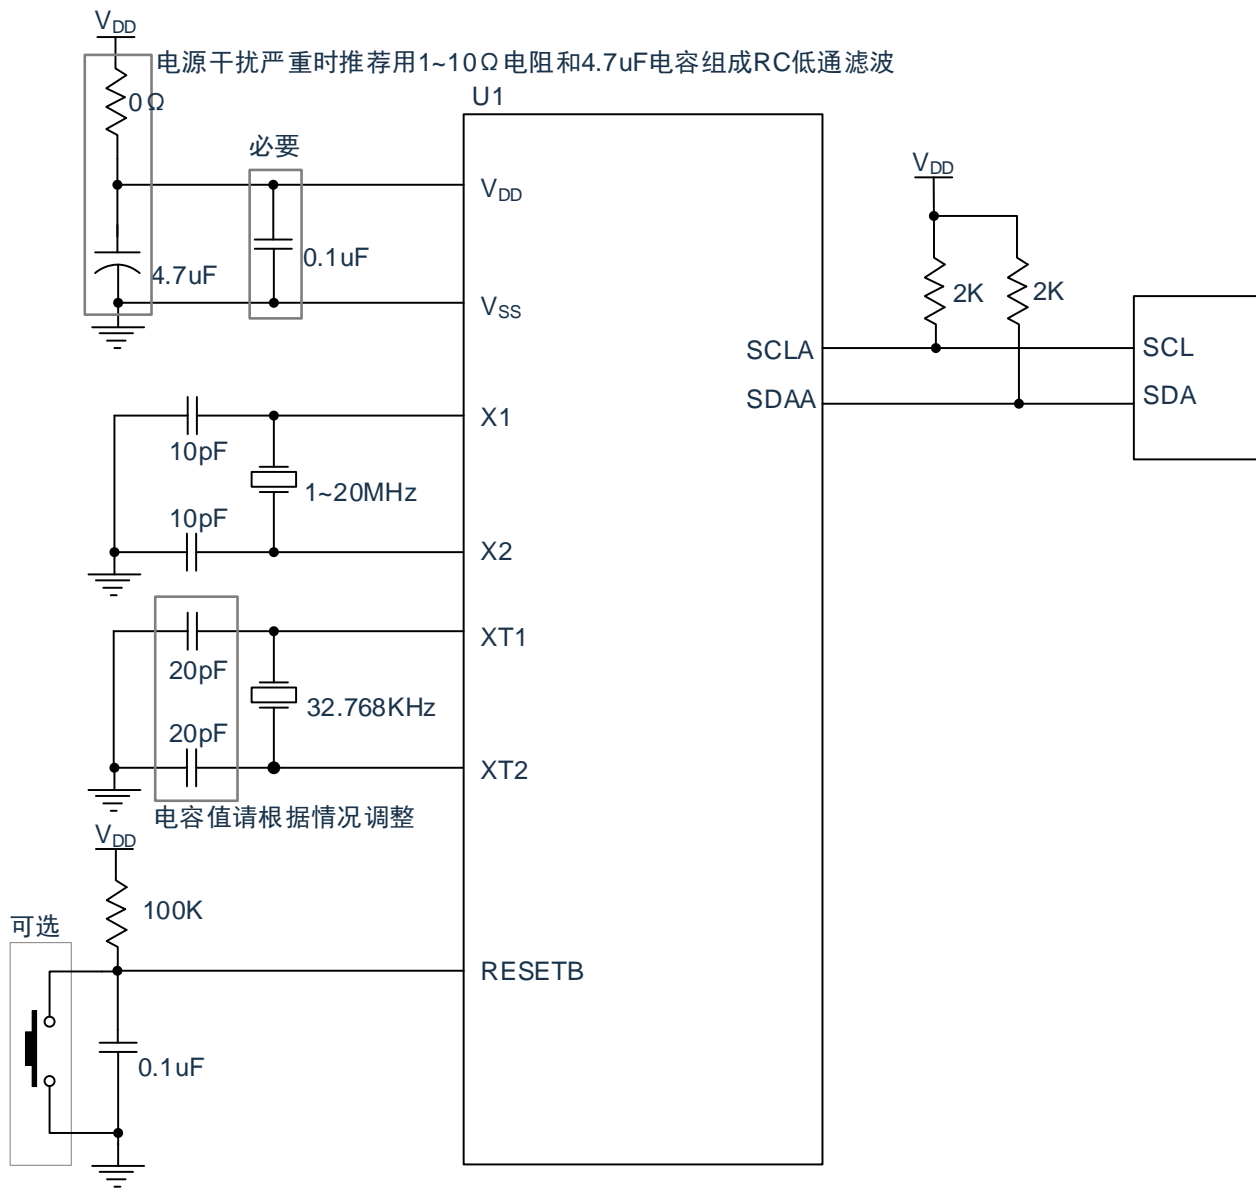 VDD
电源干扰严重时推荐用1~10Ω电阻和4.7uF电容组成RC低通滤波
0Ω
U1
必要
VDD
VDD
0.1uF
4.7uF
VSS
2K
2K
SCLA
SCL
SDAA
SDA
X1
10pF
1~20MHz
10pF
X2
XT1
20pF
32.768KHz
20pF
XT2
电容值请根据情况调整
VDD
100K
可选
RESETB
0.1uF